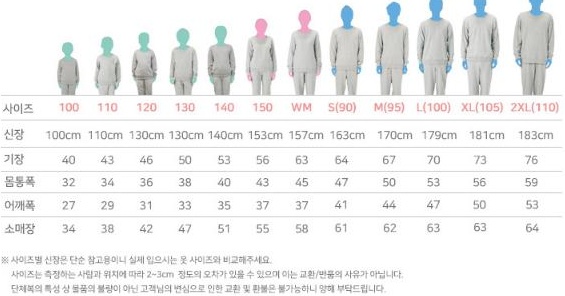 사이즈 100 110 120 130 140 150 WM S(90) M(95) L(100) XL(105) 2XL(110)
신장 100cm 110cm 130cm 130cm 140cm 153cm 157cm 163cm 170cm 179cm 181cm 183cm
기장 40 43 46 50 53 56 63 64 67 70 73 76
몸통폭 32 34 36 38 40 43 45 47 50 53 56 59
어깨폭 27 29 31 33 35 37 37 41 44 47 50 53
소매장 34 38 42 47 51 55 58 61 62 63 63 64
※ 사이즈별 신장은 단순 참고용이니 실제 입으시는 옷 사이즈와 비교해주세요.
사이즈는 측정하는 사람과 위치에 따라 2~3cm 정도의 오차가 있을 수 있으며 이는 교환/반품의 사유가 아닙니다.
단체복의 특성 상 물품의 불량이 아닌 고객님의 변심으로 인한 교환 및 환불은 불가능하니 양해 부탁드립니다.